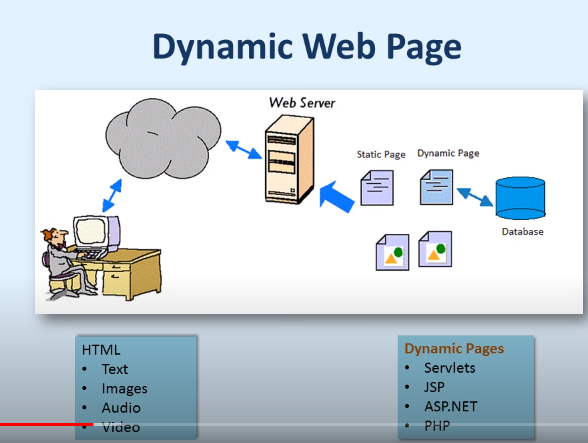 Dynamic Web Page
Web Server
Static Page
Dynamic Page
Database
HTML
• Text
• Images
• Audio
• Video
Dynamic Pages
• Servlets
• JSP
• ASP.NET
• PHP